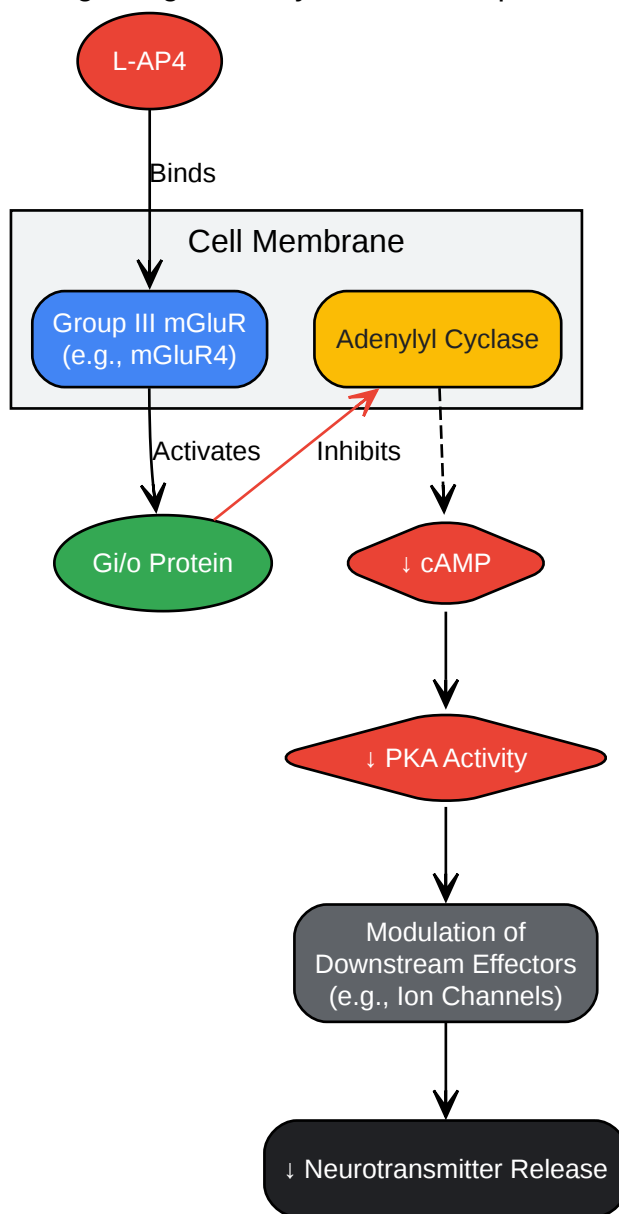 L-AP4
Binds
Cell Membrane
Group III mGluR
(e.g., mGluR4)
Adenylyl Cyclase
Activates
Inhibits
Gi/o Protein
↓ cAMP
↓ PKA Activity
Modulation of
Downstream Effectors
(e.g., Ion Channels)
↓ Neurotransmitter Release